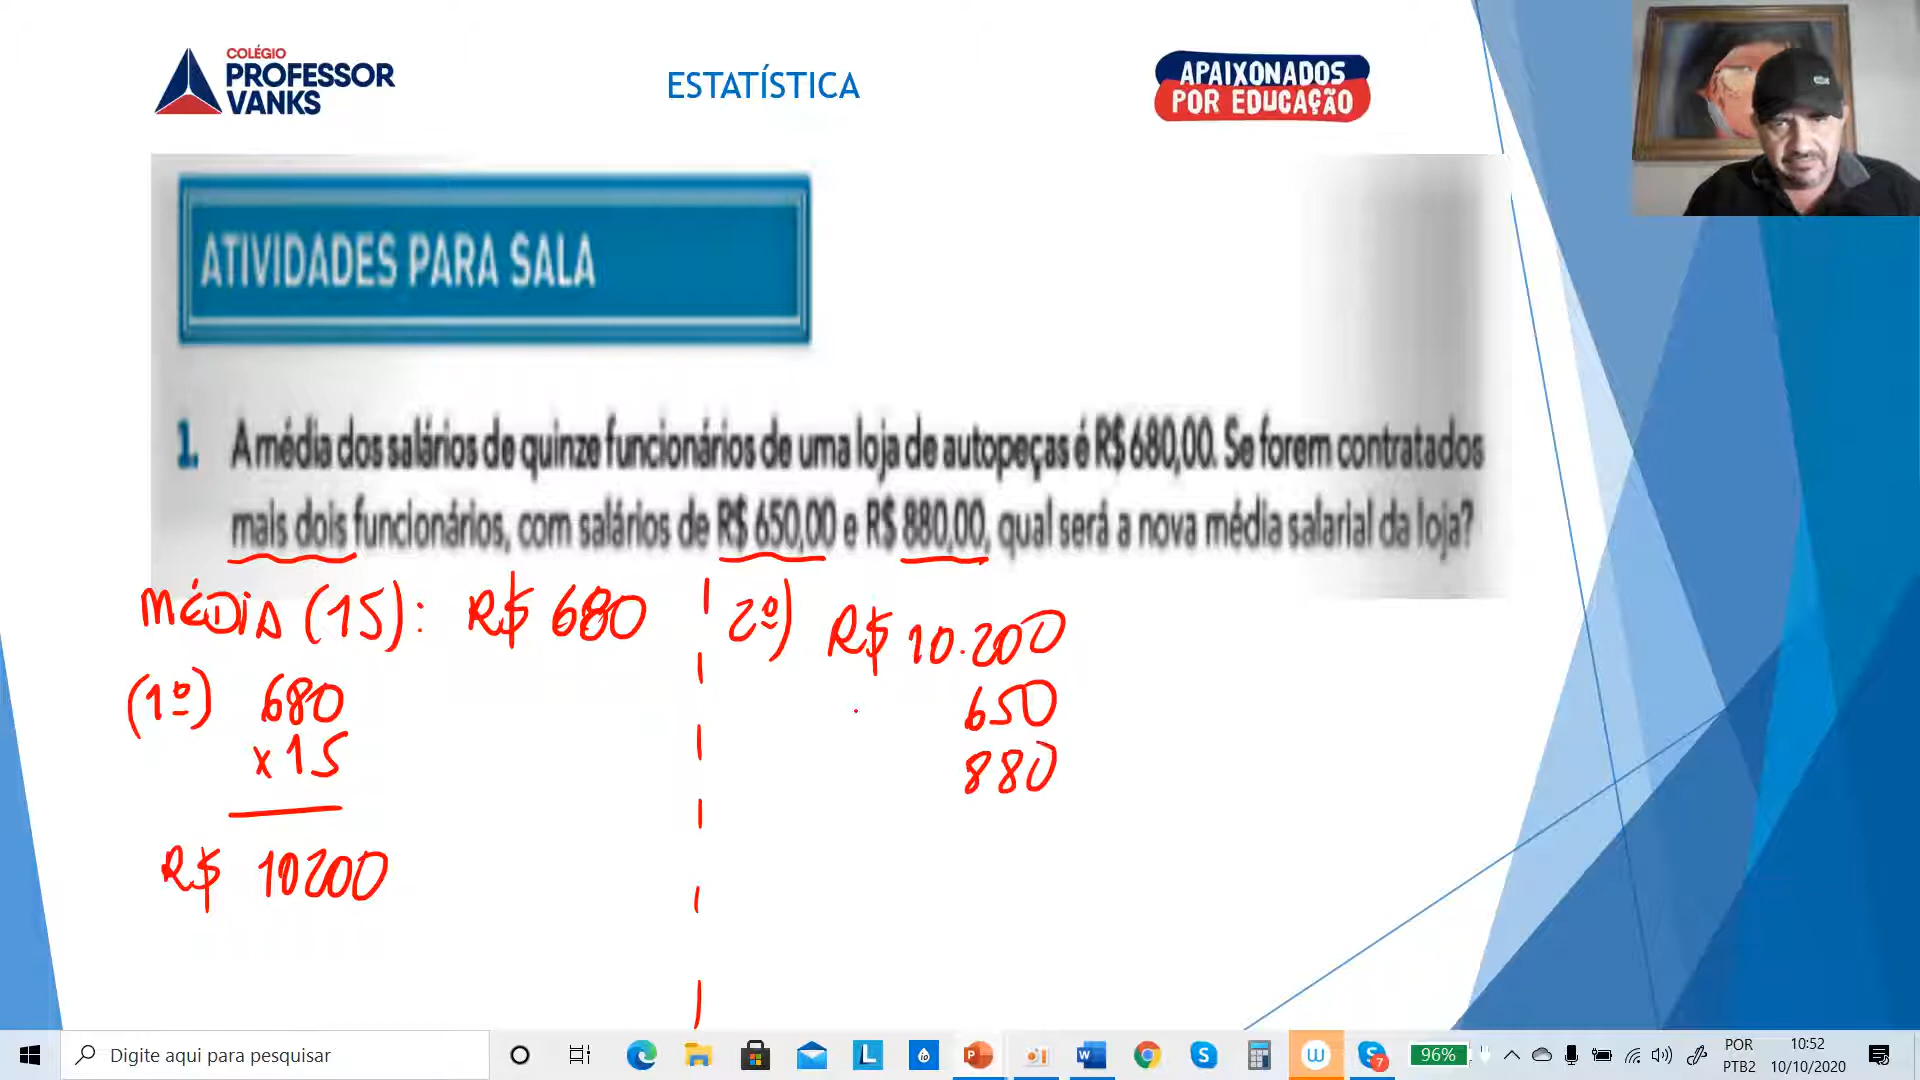 COLÉGIO
PROFESSOR
VANKS
ESTATÍSTICA
APAIXONADOS
POR EDUCAÇÃO
ATIVIDADES PARA SALA
1. A média dos salários de quinze funcionários de uma loja de autopeças é R$ 680,00. Se forem contratados
mais dois funcionários, com salários de R$ 650,00 e R$ 880,00, qual será a nova média salarial da loja?
MÉDIA (15): R$ 680
(1º) 680
x 15
R$ 10200
2º) R$ 10.200
650
880
Digite aqui para pesquisar
L
W
7
96%
POR
PTB2
10:52
10/10/2020